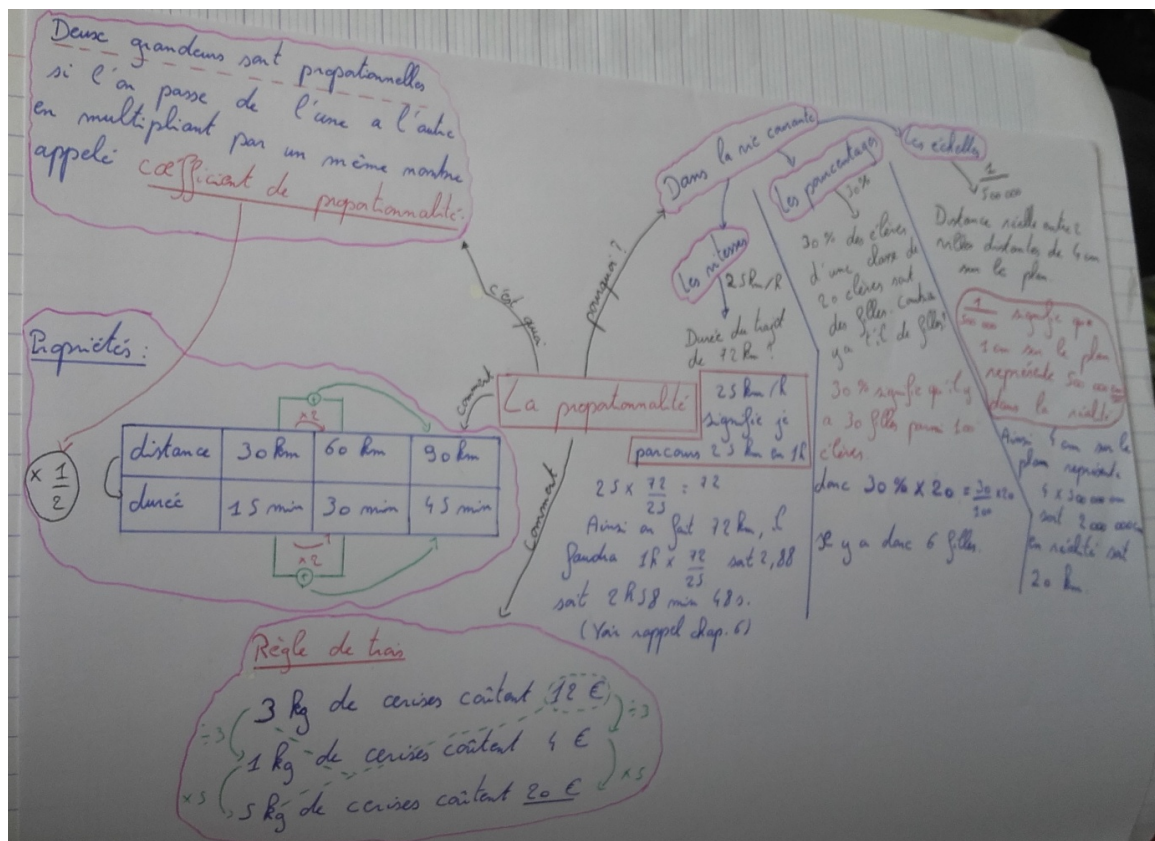 Deux grandeurs sont proportionnelles
si l'on passe de l'une a l'autre
en multipliant par un même nombre
appelé coefficient de proportionnalité.
c'est quoi
pourquoi ?
comment
comment
La proportionnalité
Propriétés :
x 1/2
+
x2
distance 30 km 60 km 90 km
durée 15 min 30 min 45 min
x2
+
Règle de trois
3 kg de cerises coûtent 12 €
÷3
÷3
1 kg de cerises coûtent 4 €
x5
x5
5 kg de cerises coûtent 20 €
Dans la vie courante
Les vitesses
25 km/h
Durée du trajet
de 72 km ?
25 km/h
signifie je
parcours 25 km en 1h
25 x 72/25 = 72
Ainsi on fait 72 km, il
faudra 1h x 72/25 soit 2,88
soit 2h58 min 48s.
(Voir rappel chap. 6)
Les pourcentages
30%
30% des élèves
d'une classe de
20 élèves sont
des filles. Combien
y a t'il de filles?
30% signifie qu'il y
a 30 filles parmi 100
élèves.
donc 30% x 20 = 30/100 x 20
Il y a donc 6 filles.
Les échelles
1/500 000
Distance réelle entre 2
villes distantes de 4 cm
sur le plan.
1/500 000 signifie que
1 cm sur le plan
représente 500 000 cm
dans la réalité
Ainsi 4 cm sur le
plan représente
4 x 500 000 cm
soit 2 000 000 cm
en réalité soit
20 km.